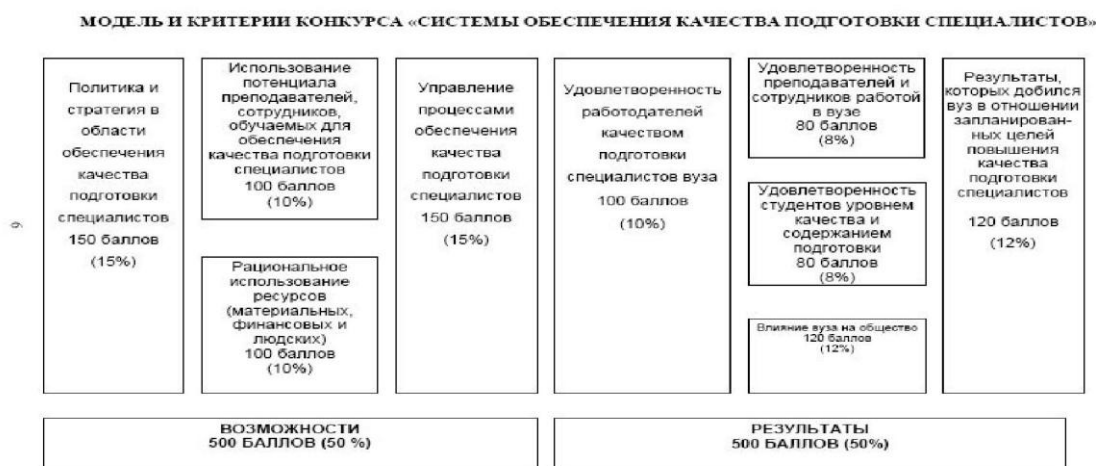 МОДЕЛЬ И КРИТЕРИИ КОНКУРСА «СИСТЕМЫ ОБЕСПЕЧЕНИЯ КАЧЕСТВА ПОДГОТОВКИ СПЕЦИАЛИСТОВ»
Политика и
стратегия в
области
обеспечения
качества
подготовки
специалистов
150 баллов
(15%)
Использование
потенциала
преподавателей,
сотрудников,
обучаемых для
обеспечения
качества подготовки
специалистов
100 баллов
(10%)
Рациональное
использование
ресурсов
(материальных,
финансовых и
людских)
100 баллов
(10%)
Управление
процессами
обеспечения
качества
подготовки
специалистов
150 баллов
(15%)
Удовлетворенность
работодателей
качеством
подготовки
специалистов вуза
100 баллов
(10%)
Удовлетворенность
преподавателей и
сотрудников работой
в вузе
80 баллов
(8%)
Удовлетворенность
студентов уровнем
качества и
содержанием
подготовки
80 баллов
(8%)
Влияние вуза на общество
120 баллов
(12%)
Результаты,
которых добился
вуз в отношении
запланирован-
ных целей
повышения
качества
подготовки
специалистов
120 баллов
(12%)
ВОЗМОЖНОСТИ
500 БАЛЛОВ (50 %)
РЕЗУЛЬТАТЫ
500 БАЛЛОВ (50%)